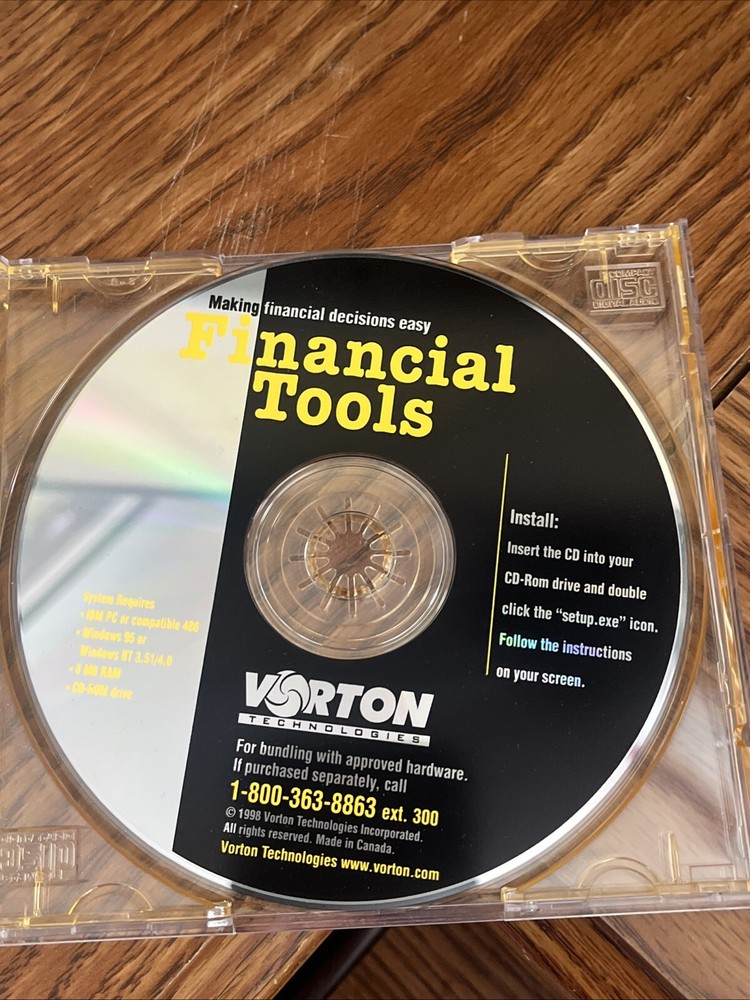 COMPACT
disc
DIGITAL AUDIO
Making financial decisions easy
Financial
Tools
Install:
Insert the CD into your
CD-Rom drive and double
click the “setup.exe” icon.
Follow the instructions
on your screen.
System Requires
• IBM PC or compatible 486
• Windows 95 or
Windows NT 3.51/4.0
• 8 MB RAM
• CD-ROM drive
VORTON
TECHNOLOGIES
For bundling with approved hardware.
If purchased separately, call
1-800-363-8863 ext. 300
© 1998 Vorton Technologies Incorporated.
All rights reserved. Made in Canada.
Vorton Technologies www.vorton.com